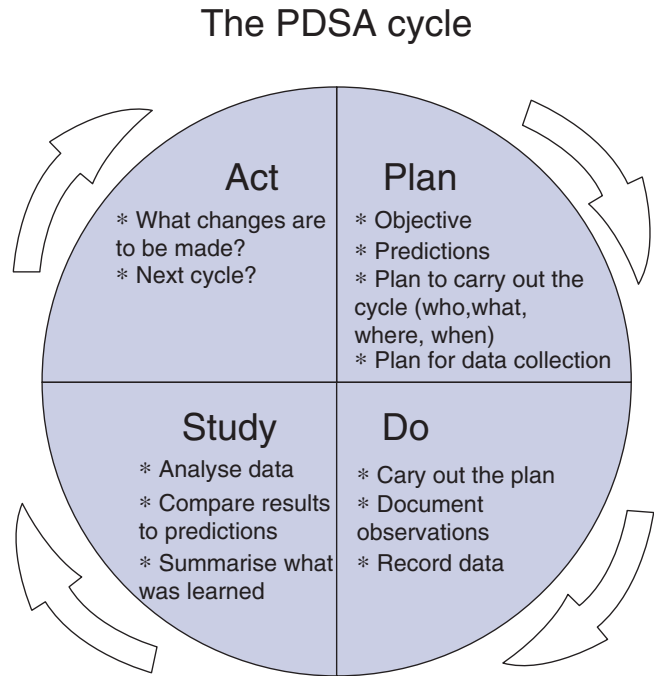 The PDSA cycle
Act
* What changes are
to be made?
* Next cycle?
Plan
* Objective
* Predictions
* Plan to carry out the
cycle (who,what,
where, when)
* Plan for data collection
Study
* Analyse data
* Compare results
to predictions
* Summarise what
was learned
Do
* Cary out the plan
* Document
observations
* Record data